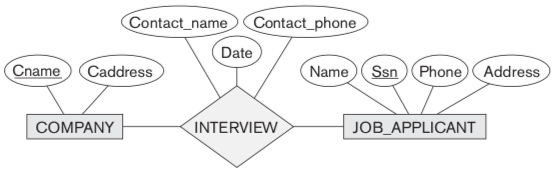 Contact_name Contact_phone
Date
Cname Caddress Name Ssn Phone Address
COMPANY INTERVIEW JOB_APPLICANT